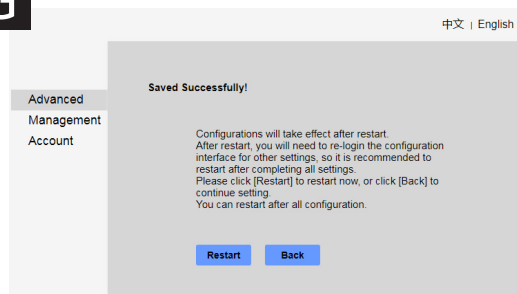 中文 | English
Saved Successfully!
Advanced
Management
Account
Configurations will take effect after restart.
After restart, you will need to re-login the configuration
interface for other settings, so it is recommended to
restart after completing all settings.
Please click [Restart] to restart now, or click [Back] to
continue setting.
You can restart after all configuration.
Restart Back